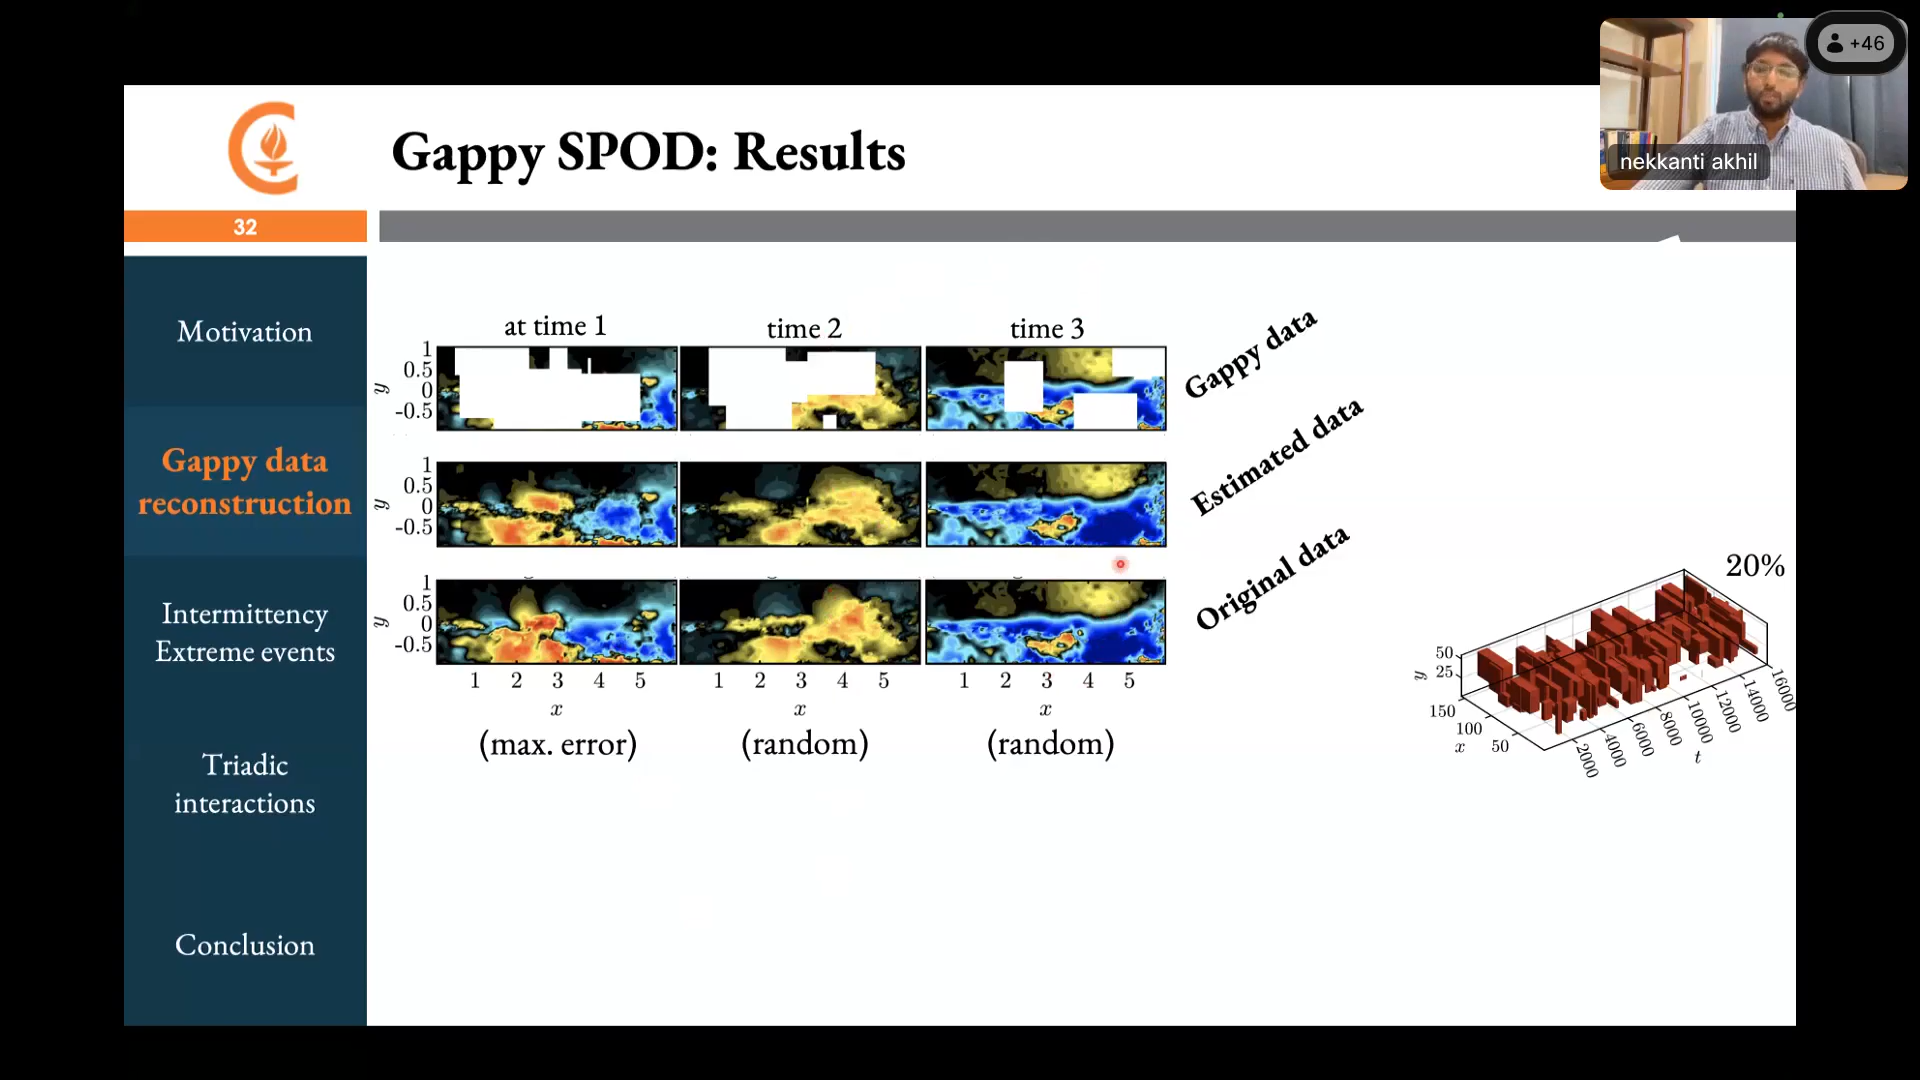 +46
nekkanti akhil
Gappy SPOD: Results
32
Motivation
Gappy data
reconstruction
Intermittency
Extreme events
Triadic
interactions
Conclusion
at time 1
time 2
time 3
1
0.5
0
-0.5
y
Gappy data
1
0.5
0
-0.5
y
Estimated data
1
0.5
0
-0.5
y
Original data
1 2 3 4 5
1 2 3 4 5
1 2 3 4 5
x
x
x
(max. error)
(random)
(random)
20%
50
25
y
150
100
50
x
2000
4000
6000
8000
10000
12000
14000
16000
t